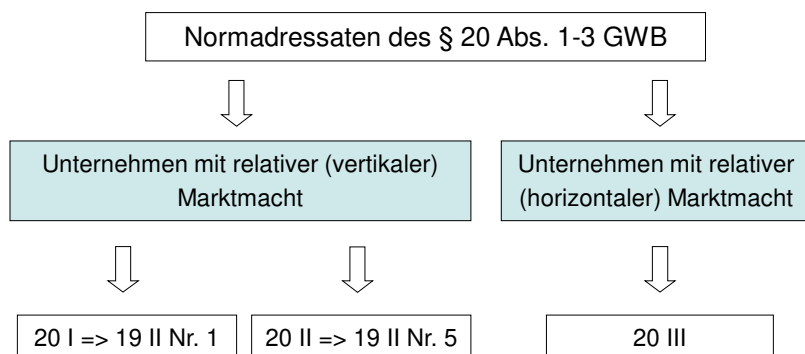 Normadressaten des § 20 Abs. 1-3 GWB
Unternehmen mit relativer (vertikaler)
Marktmacht
Unternehmen mit relativer
(horizontaler) Marktmacht
20 I => 19 II Nr. 1
20 II => 19 II Nr. 5
20 III